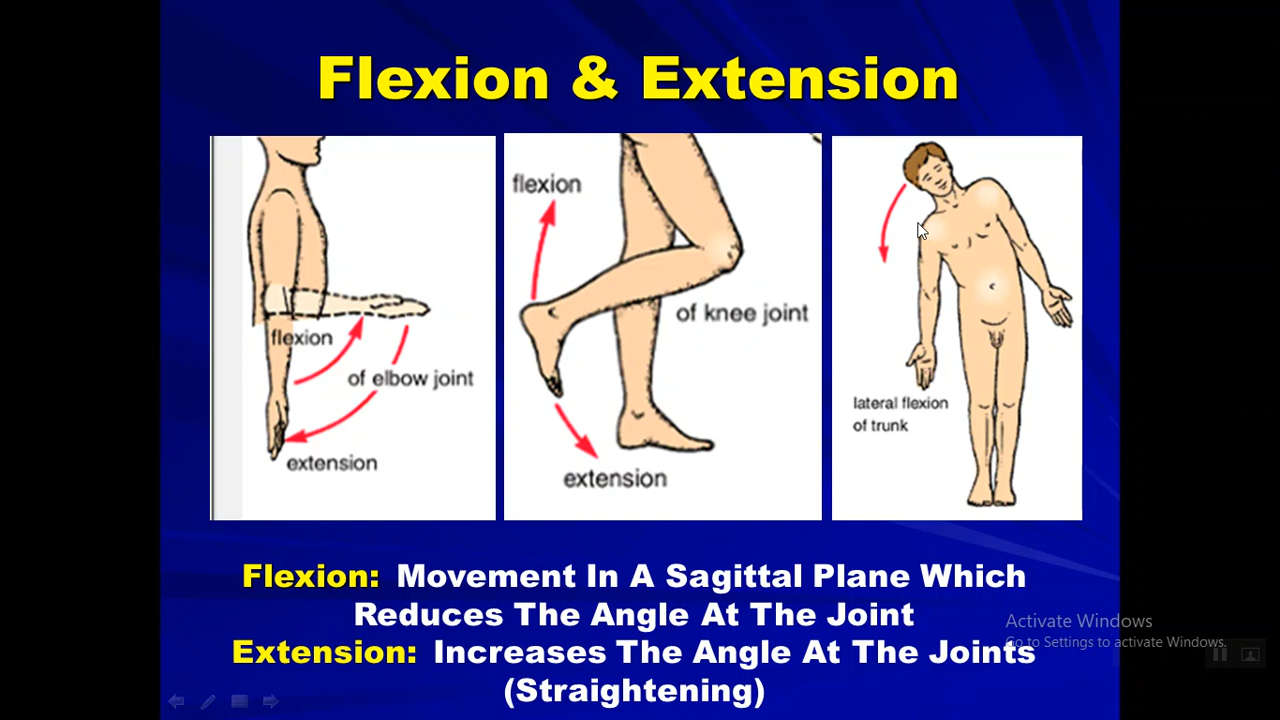 Flexion & Extension
flexion
of elbow joint
extension
flexion
of knee joint
extension
lateral flexion
of trunk
Flexion: Movement In A Sagittal Plane Which
Reduces The Angle At The Joint
Extension: Increases The Angle At The Joints
(Straightening)
Activate Windows
Go to Settings to activate Windows.